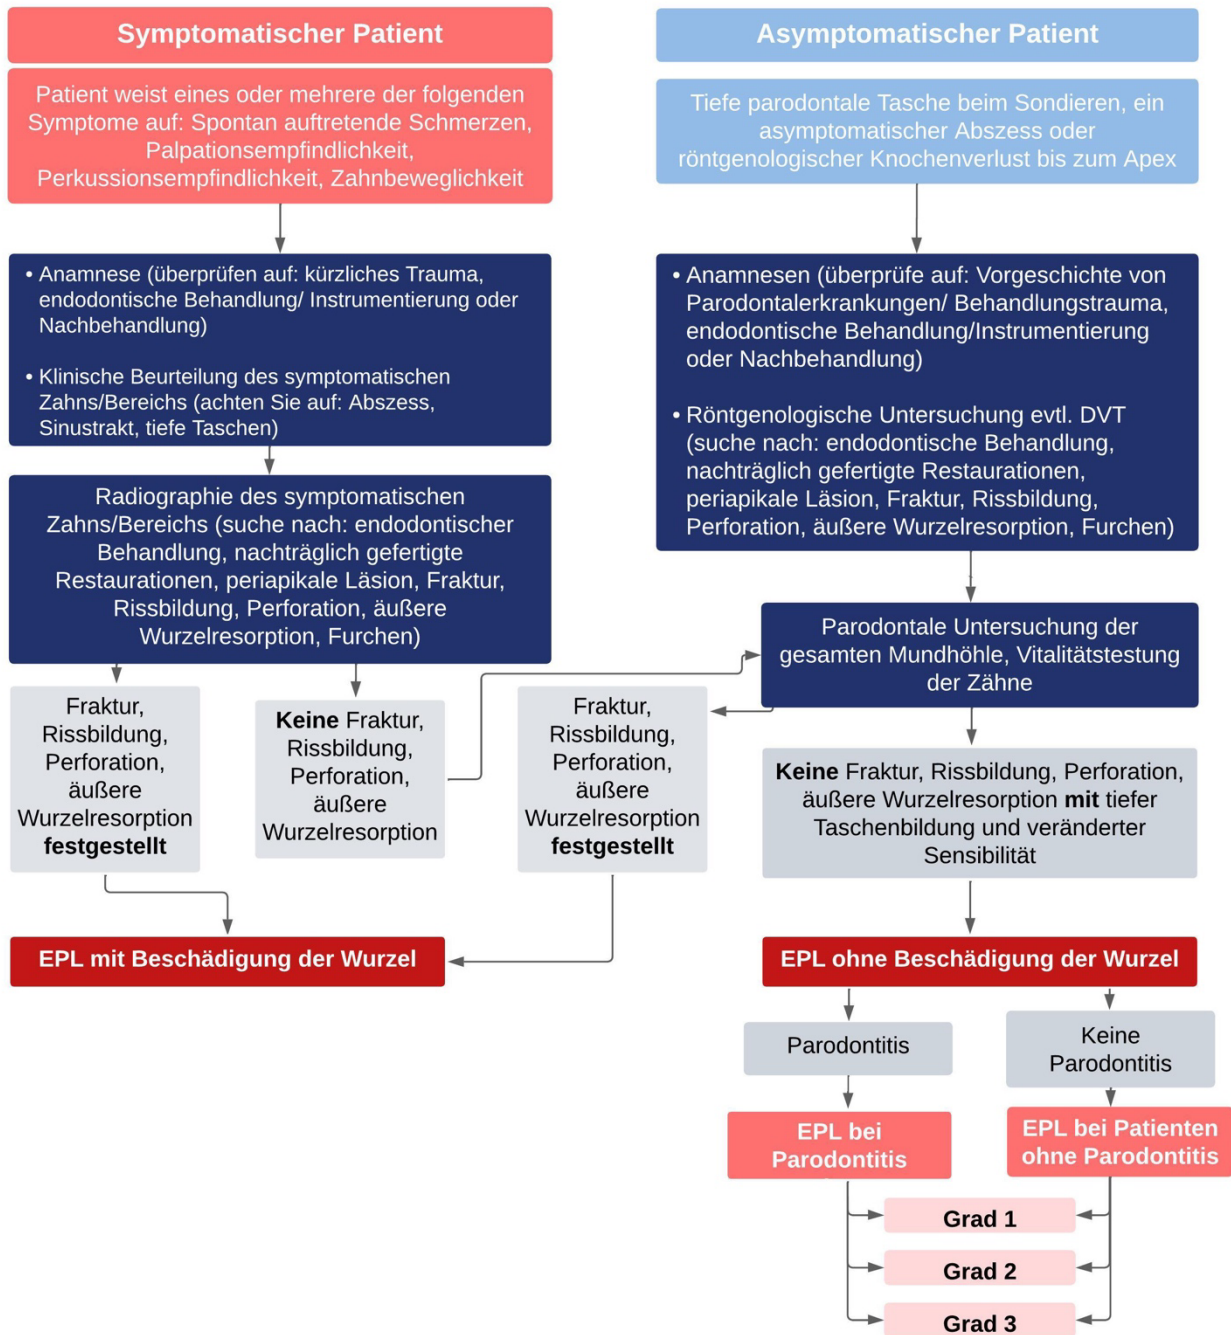 Symptomatischer Patient
Patient weist eines oder mehrere der folgenden
Symptome auf: Spontan auftretende Schmerzen,
Palpationsempfindlichkeit,
Perkussionsempfindlichkeit, Zahnbeweglichkeit
• Anamnese (überprüfen auf: kürzliches Trauma,
endodontische Behandlung/ Instrumentierung oder
Nachbehandlung)
• Klinische Beurteilung des symptomatischen
Zahns/Bereichs (achten Sie auf: Abszess,
Sinustrakt, tiefe Taschen)
Radiographie des symptomatischen
Zahns/Bereichs (suche nach: endodontischer
Behandlung, nachträglich gefertigte
Restaurationen, periapikale Läsion, Fraktur,
Rissbildung, Perforation, äußere
Wurzelresorption, Furchen)
Fraktur,
Rissbildung,
Perforation,
äußere
Wurzelresorption
festgestellt
Keine Fraktur,
Rissbildung,
Perforation,
äußere
Wurzelresorption
Asymptomatischer Patient
Tiefe parodontale Tasche beim Sondieren, ein
asymptomatischer Abszess oder
röntgenologischer Knochenverlust bis zum Apex
• Anamnesen (überprüfe auf: Vorgeschichte von
Parodontalerkrankungen/ Behandlungstrauma,
endodontische Behandlung/Instrumentierung
oder Nachbehandlung)
• Röntgenologische Untersuchung evtl. DVT
(suche nach: endodontische Behandlung,
nachträglich gefertigte Restaurationen,
periapikale Läsion, Fraktur, Rissbildung,
Perforation, äußere Wurzelresorption, Furchen)
Parodontale Untersuchung der
gesamten Mundhöhle, Vitalitätstestung
der Zähne
Fraktur,
Rissbildung,
Perforation,
äußere
Wurzelresorption
festgestellt
Keine Fraktur, Rissbildung, Perforation,
äußere Wurzelresorption mit tiefer
Taschenbildung und veränderter
Sensibilität
EPL mit Beschädigung der Wurzel
EPL ohne Beschädigung der Wurzel
Parodontitis
Keine
Parodontitis
EPL bei
Parodontitis
EPL bei Patienten
ohne Parodontitis
Grad 1
Grad 2
Grad 3